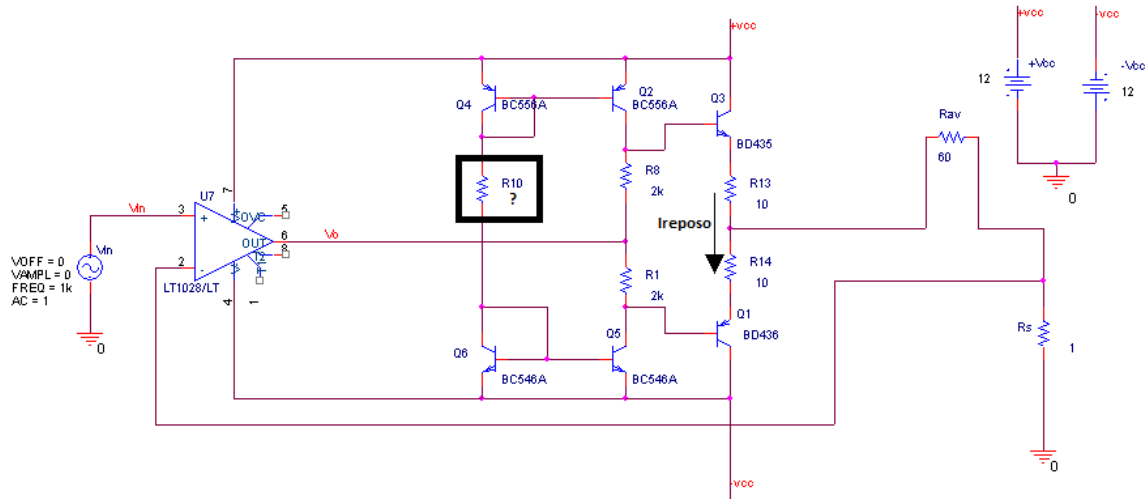 +Vcc
+vcc
-Vcc
12
+Vcc
-Vcc
12
Q4
BC556A
Q2
BC556A
Q3
BD435
Rav
60
R10
?
R8
2k
R13
10
U7
7
5
OVC
Vin
3
+
Vo
6
OUT
8
Ireposo
2
-
4
1
LT1028/LT
VOFF = 0
VAMPL = 0
FREQ = 1k
AC = 1
Vin
0
R1
2k
R14
10
Q6
BC546A
Q5
BC546A
Q1
BD436
Rs
1
0
0
-vcc